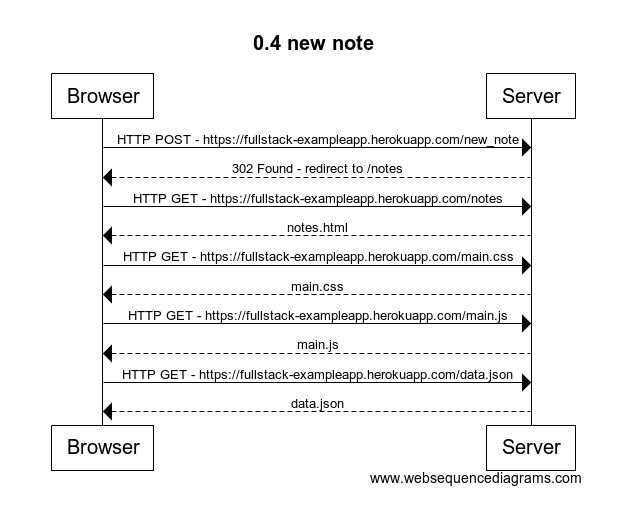 0.4 new note
Browser
Server
HTTP POST - https://fullstack-exampleapp.herokuapp.com/new_note
302 Found - redirect to /notes
HTTP GET - https://fullstack-exampleapp.herokuapp.com/notes
notes.html
HTTP GET - https://fullstack-exampleapp.herokuapp.com/main.css
main.css
HTTP GET - https://fullstack-exampleapp.herokuapp.com/main.js
main.js
HTTP GET - https://fullstack-exampleapp.herokuapp.com/data.json
data.json
Browser
Server
www.websequencediagrams.com